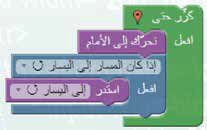 كرّر حتى
افعل تحرّك إلى الأمام
إذا كان المسار إلى اليسار
افعل استدر إلى اليسار